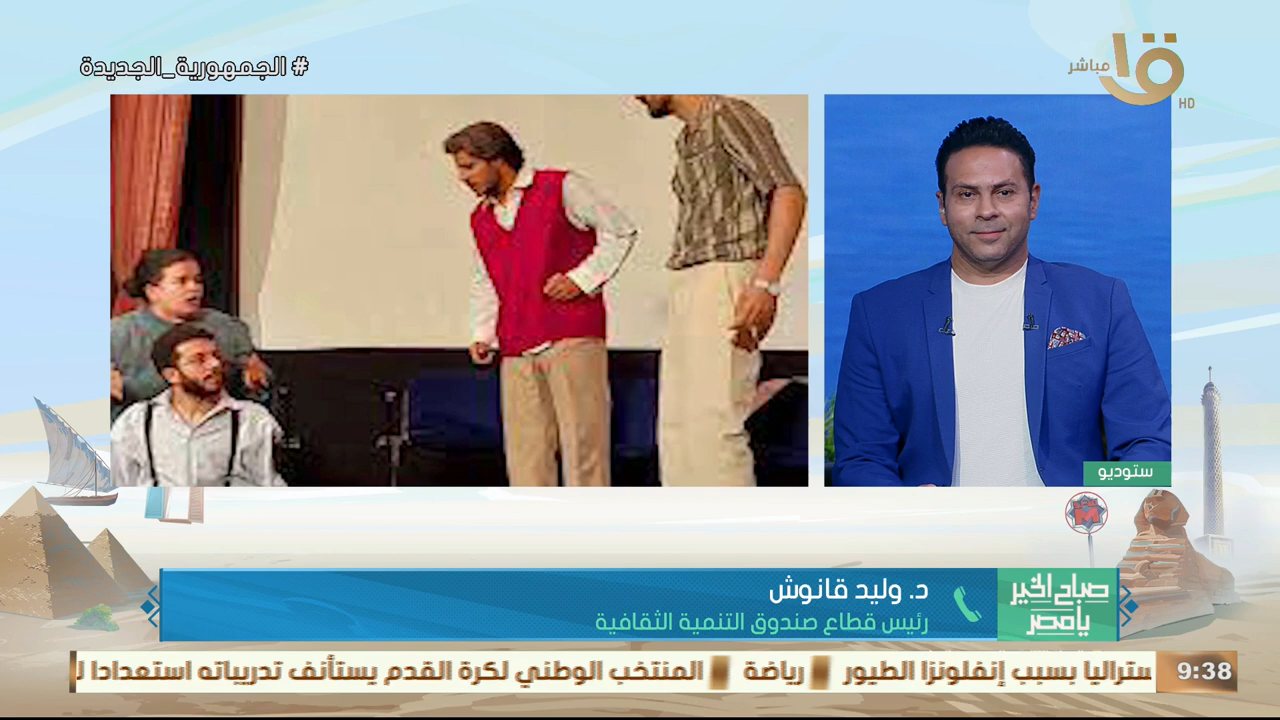 # الجمهورية_الجديدة
مباشر
HD
ستوديو
صباح الخير
يا مصر
د. وليد قانوش
رئيس قطاع صندوق التنمية الثقافية
9:38
ستراليا بسبب إنفلونزا الطيور رياضة المنتخب الوطني لكرة القدم يستأنف تدريباته استعدادا ل